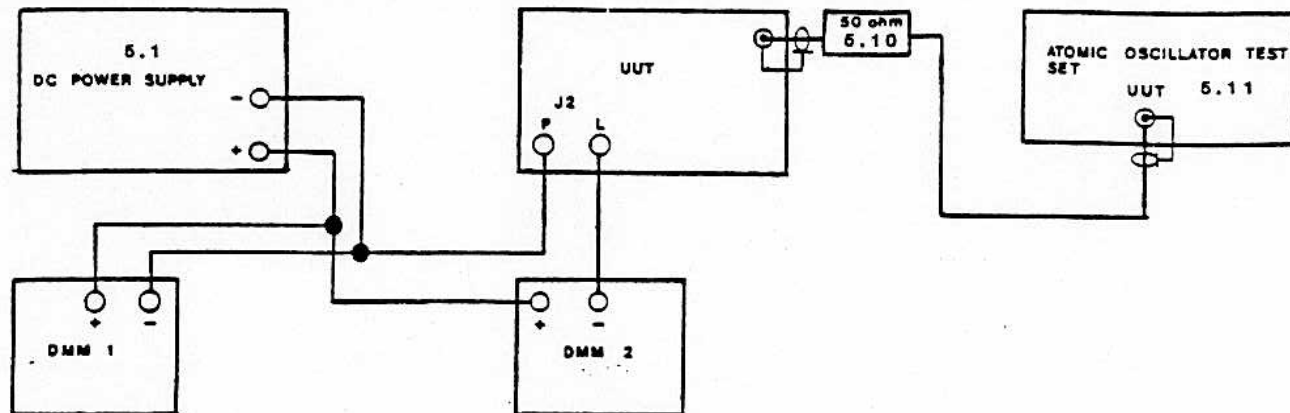 5.1
DC POWER SUPPLY
-
+
UUT
J2
P L
50 ohm
5.10
ATOMIC OSCILLATOR TEST
SET
UUT 5.11
+ -
DMM 1
+ -
DMM 2